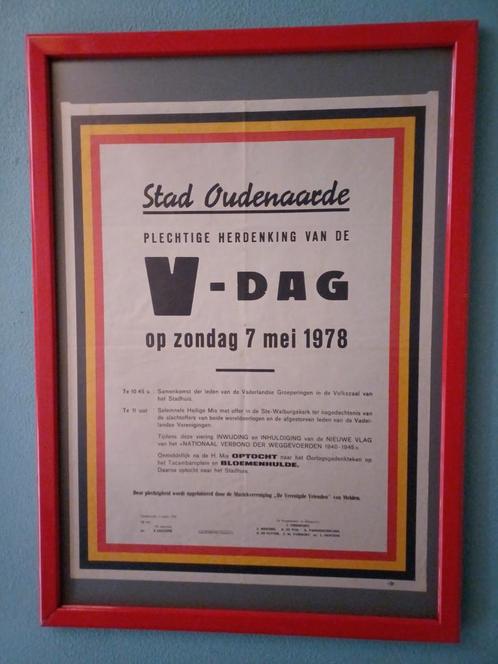 Stad Oudenaarde
PLECHTIGE HERDENKING VAN DE
V-DAG
op zondag 7 mei 1978
Te 10.45 u. : Samenkomst der leden van de Vaderlandse Groeperingen in de Volkszaal van
het Stadhuis.
Te 11 uur : Solemnele Heilige Mis met offer in de Ste-Walburgakerk ter nagedachtenis van
de slachtoffers van beide wereldoorlogen en de afgestorven leden van de Vader-
landse Verenigingen.
Tijdens deze viering INWIJDING en INHULDIGING van de NIEUWE VLAG
van het «NATIONAAL VERBOND DER WEGGEVOERDEN 1940-1945».
Onmiddellijk na de H. Mis OPTOCHT naar het Oorlogsgedenkteken op
het Tacambaroplein en BLOEMENHULDE.
Daarna optocht naar het Stadhuis.
Deze plechtigheid wordt opgeluisterd door de Muziekvereniging „De Verenigde Vrienden" van Melden.